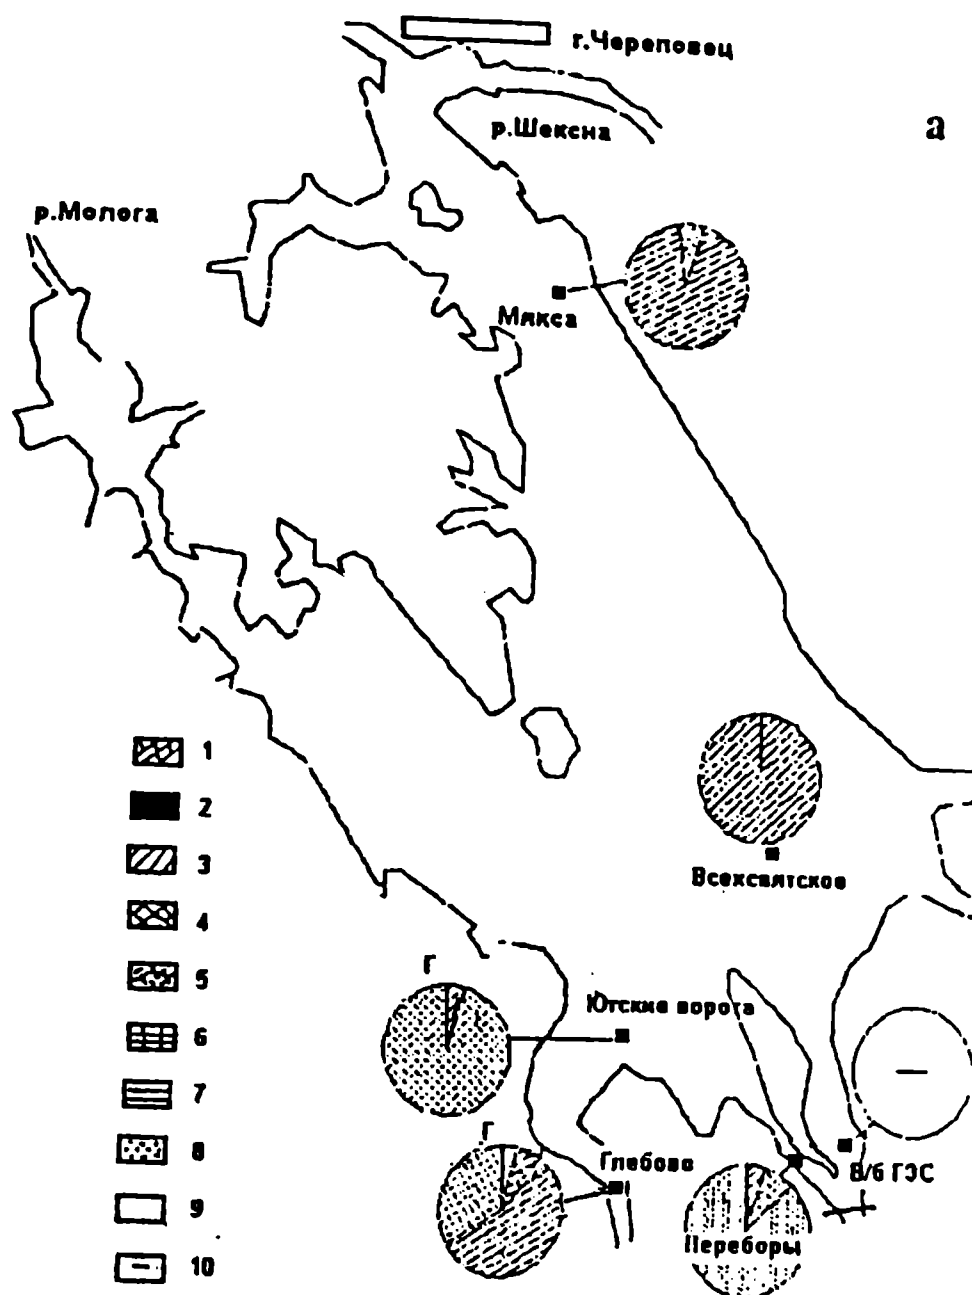 г.Череповец
а
р.Шексна
р.Молога
Мякса
1
2
3
4
5
6
7
8
9
10
Всехсвятское
Г
Ютские ворота
Г
Глебово
В/б ГЭС
Переборы